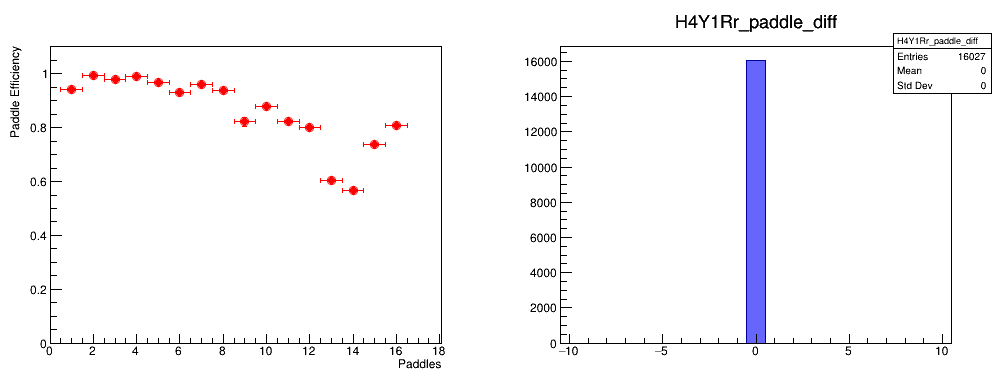 Paddle Efficiency
1
0.8
0.6
0.4
0.2
0
0 2 4 6 8 10 12 14 16 18
Paddles
H4Y1Rr_paddle_diff
H4Y1Rr_paddle_diff
Entries 16027
Mean 0
Std Dev 0
16000
14000
12000
10000
8000
6000
4000
2000
0
−10 −5 0 5 10